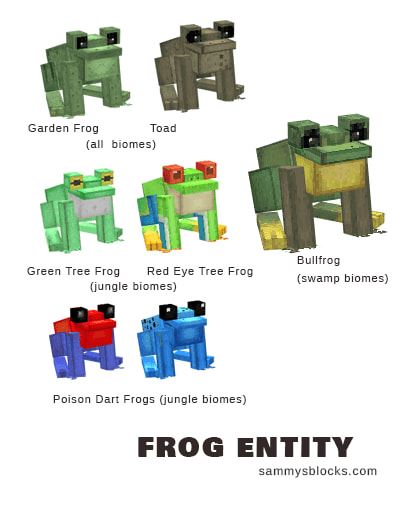 Garden Frog Toad
(all biomes)
Green Tree Frog Red Eye Tree Frog
(jungle biomes)
Bullfrog
(swamp biomes)
Poison Dart Frogs (jungle biomes)
FROG ENTITY
sammysblocks.com